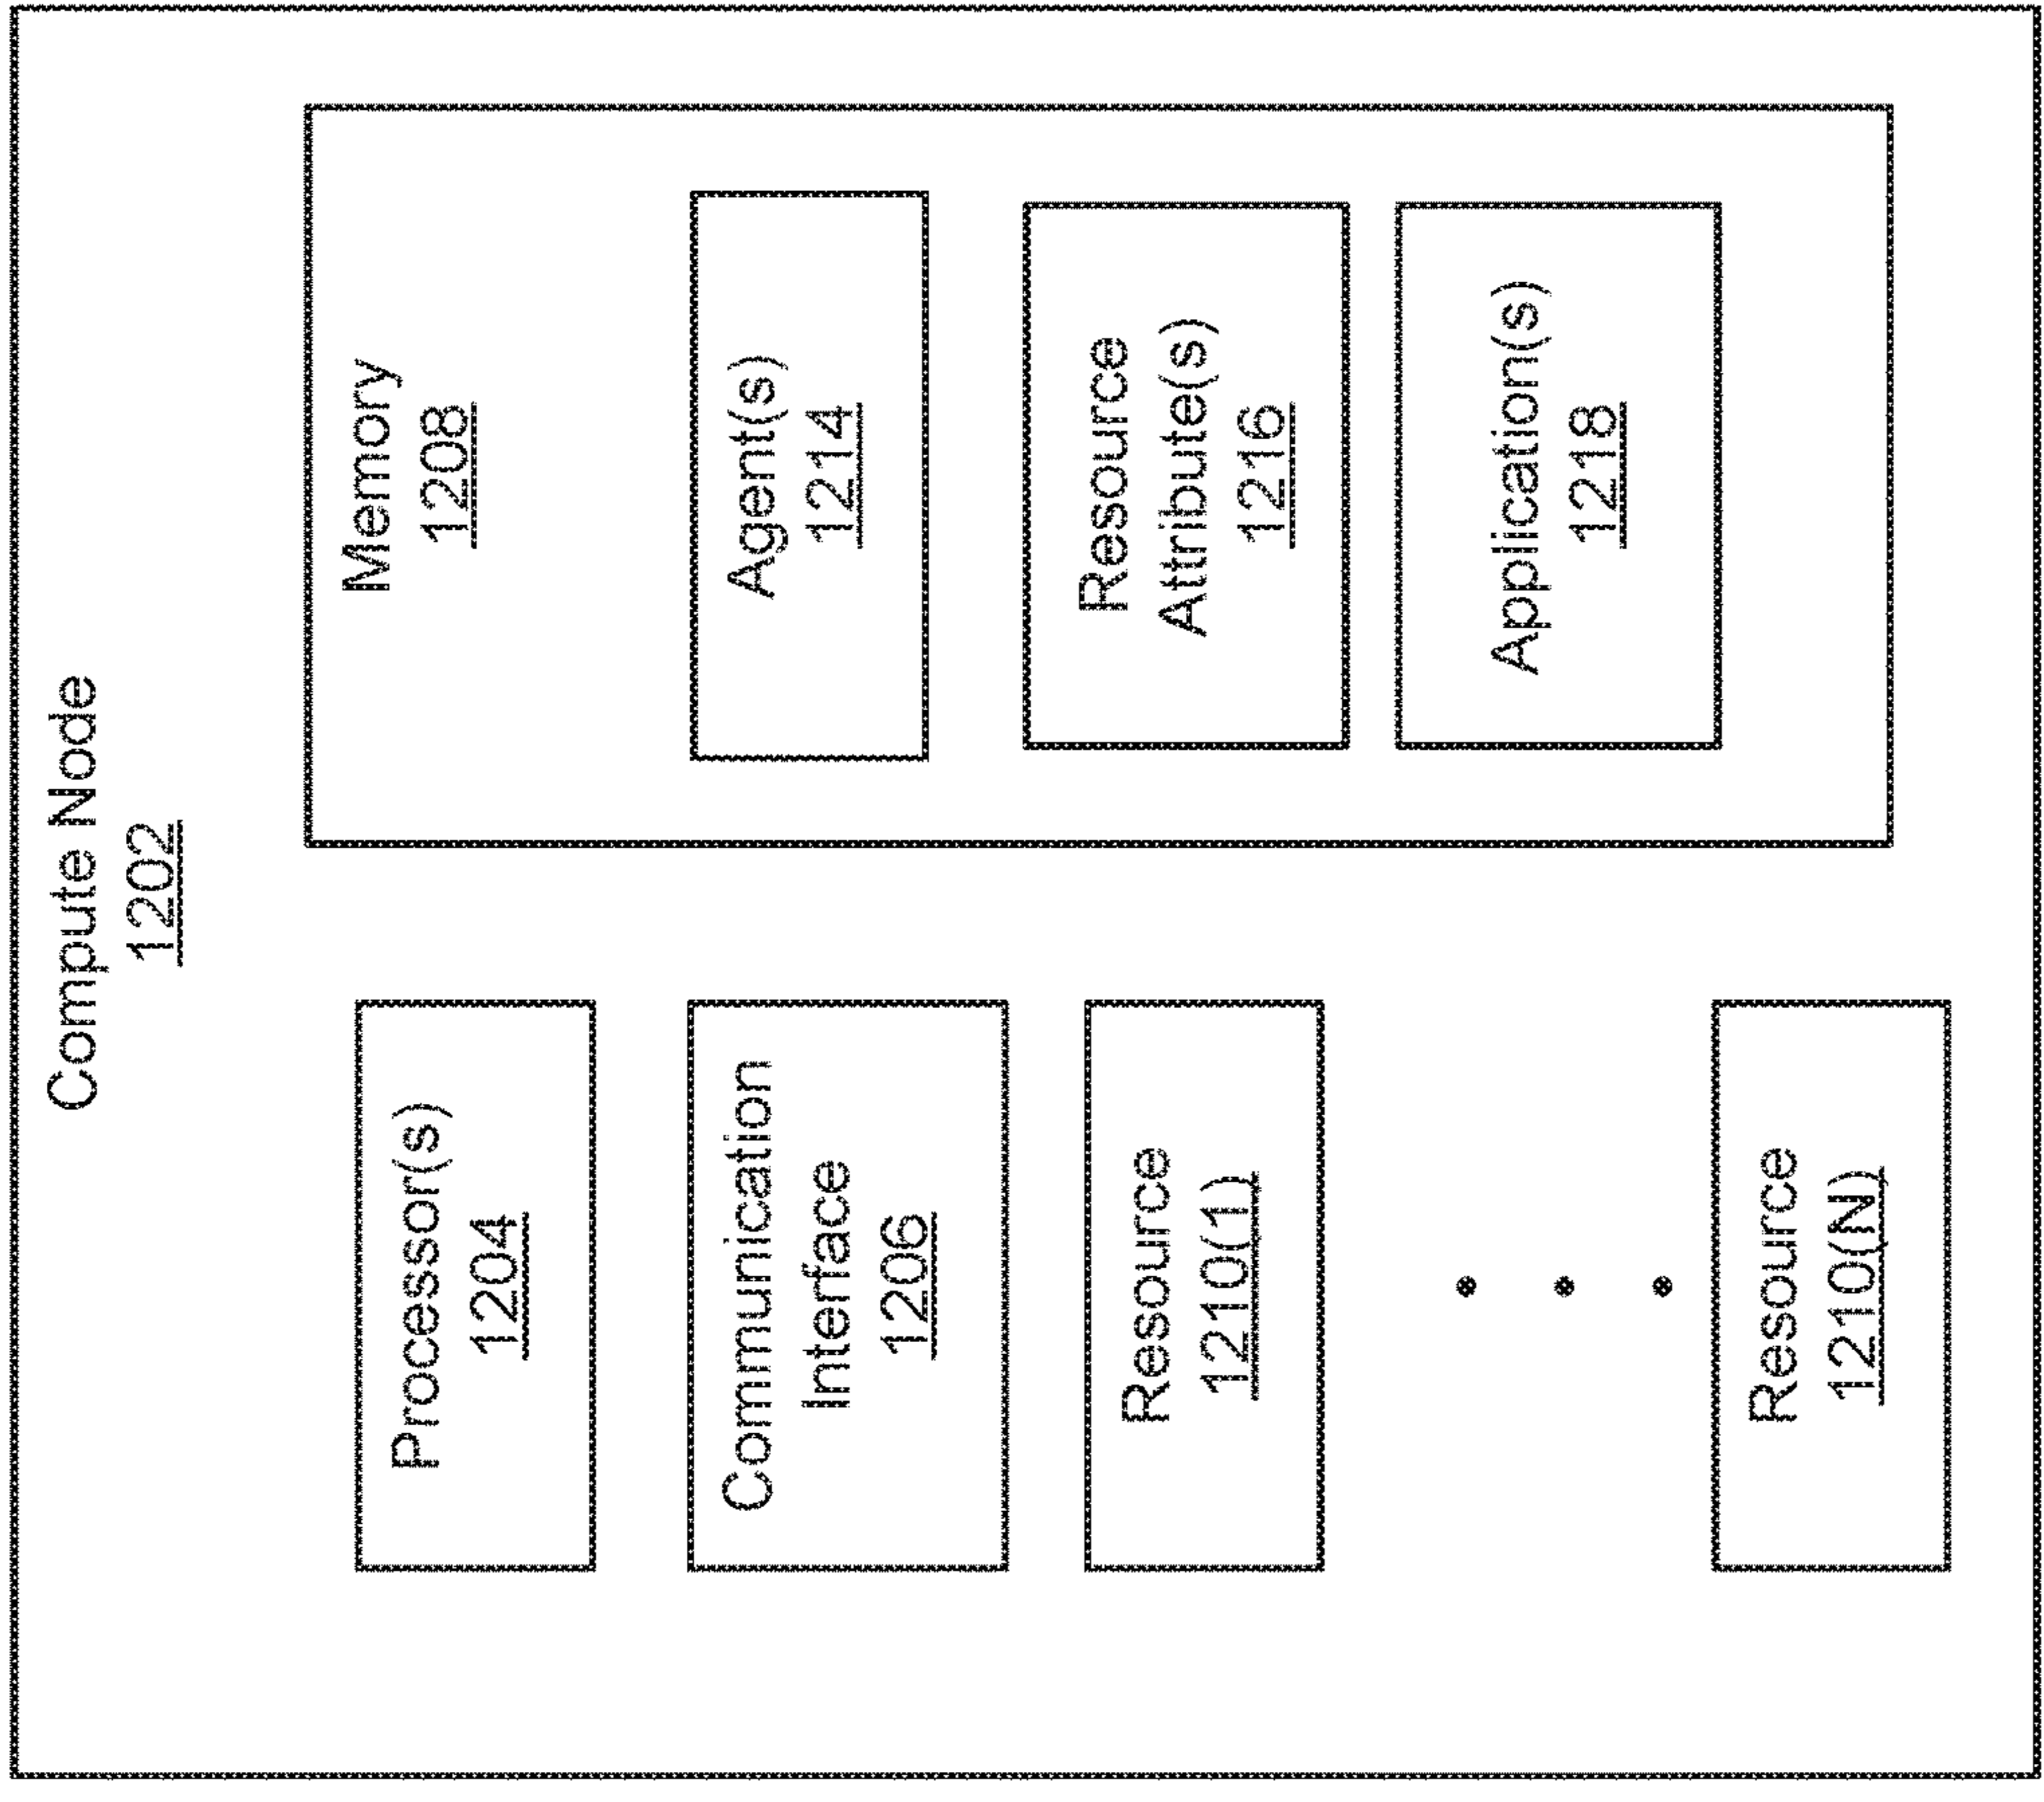 Compute Node
1202
Processor(s)
1204
Communication
Interface
1206
Resource
1210(1)
Resource
1210(N)
Memory
1208
Agent(s)
1214
Resource
Attribute(s)
1216
Application(s)
1218